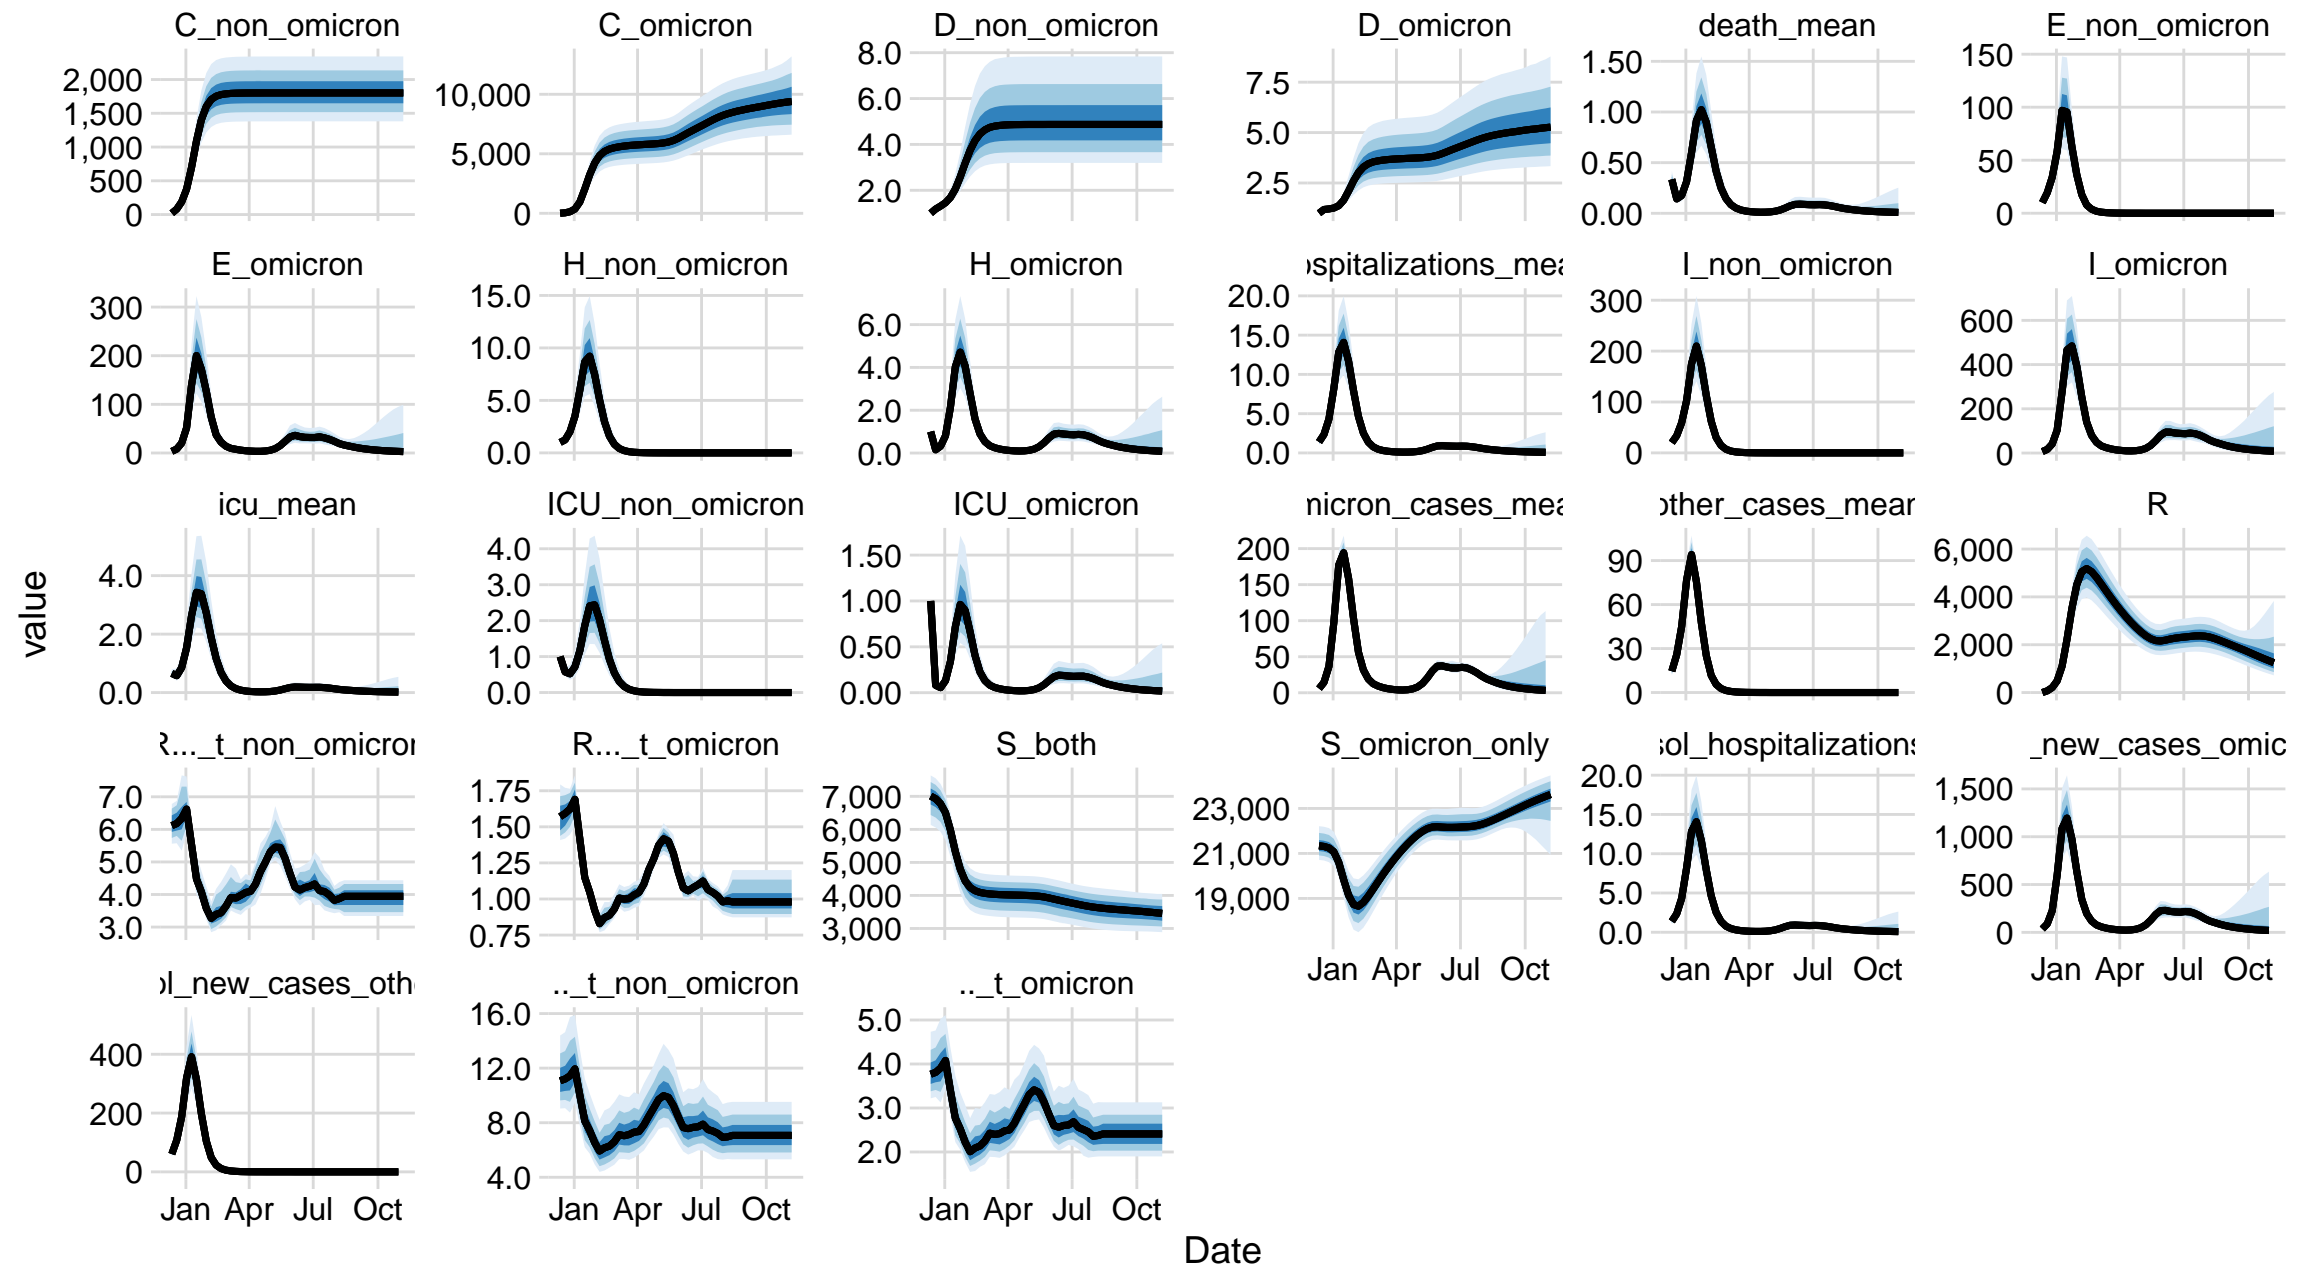 C_non_omicron C_omicron D_non_omicron D_omicron death_mean E_non_omicron
2,000 1,500 1,000 500 0
10,000 5,000 0
8.0 6.0 4.0 2.0
7.5 5.0 2.5
1.50 1.00 0.50 0.00
150 100 50 0
E_omicron H_non_omicron H_omicron ospitalizations_mea I_non_omicron I_omicron
300 200 100 0
15.0 10.0 5.0 0.0
6.0 4.0 2.0 0.0
20.0 15.0 10.0 5.0 0.0
300 200 100 0
600 400 200 0
icu_mean ICU_non_omicron ICU_omicron micron_cases_mea other_cases_mear R
4.0 2.0 0.0
4.0 3.0 2.0 1.0 0.0
1.50 1.00 0.50 0.00
200 150 100 50 0
90 60 30 0
6,000 4,000 2,000 0
value
R..._t_non_omicror R..._t_omicron S_both S_omicron_only sol_hospitalizations _new_cases_omic
7.0 6.0 5.0 4.0 3.0
1.75 1.50 1.25 1.00 0.75
7,000 6,000 5,000 4,000 3,000
23,000 21,000 19,000
20.0 15.0 10.0 5.0 0.0
1,500 1,000 500 0
Jan Apr Jul Oct Jan Apr Jul Oct Jan Apr Jul Oct
ol_new_cases_oth .._t_non_omicron .._t_omicron
400 200 0
16.0 12.0 8.0 4.0
5.0 4.0 3.0 2.0
Jan Apr Jul Oct Jan Apr Jul Oct Jan Apr Jul Oct
Date